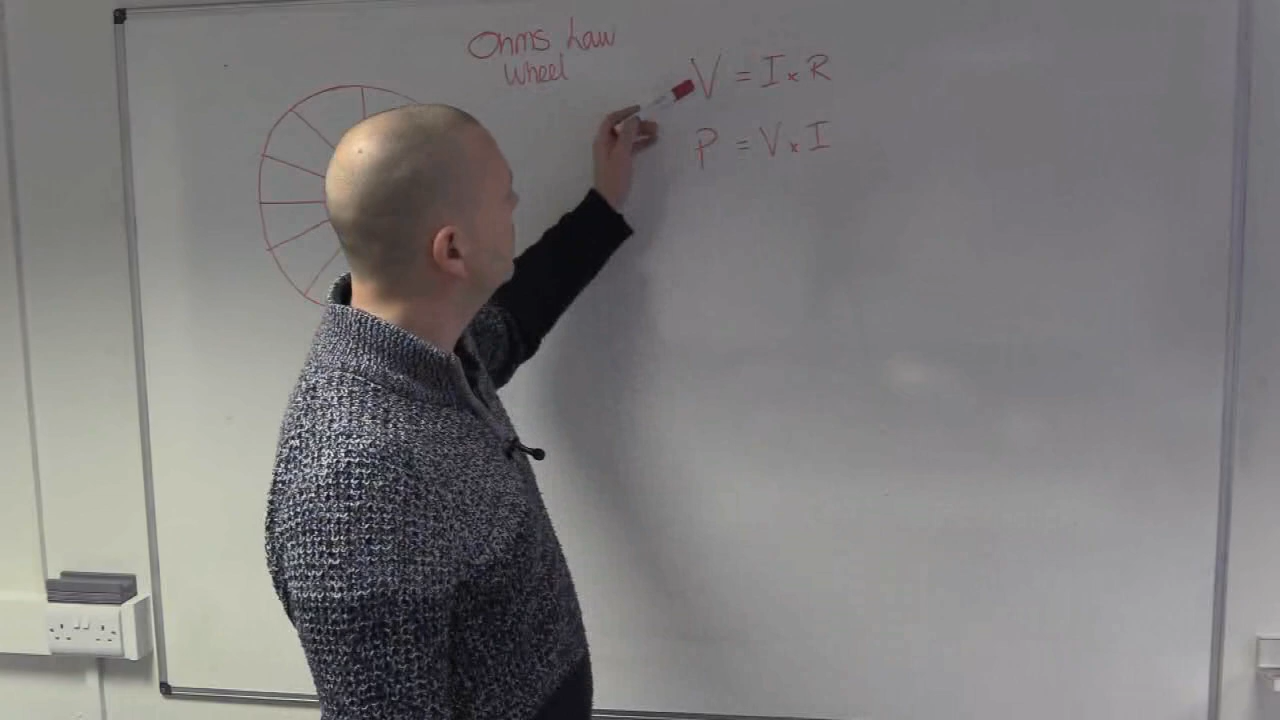 Ohms Law
Wheel
V = I x R
P = V x I